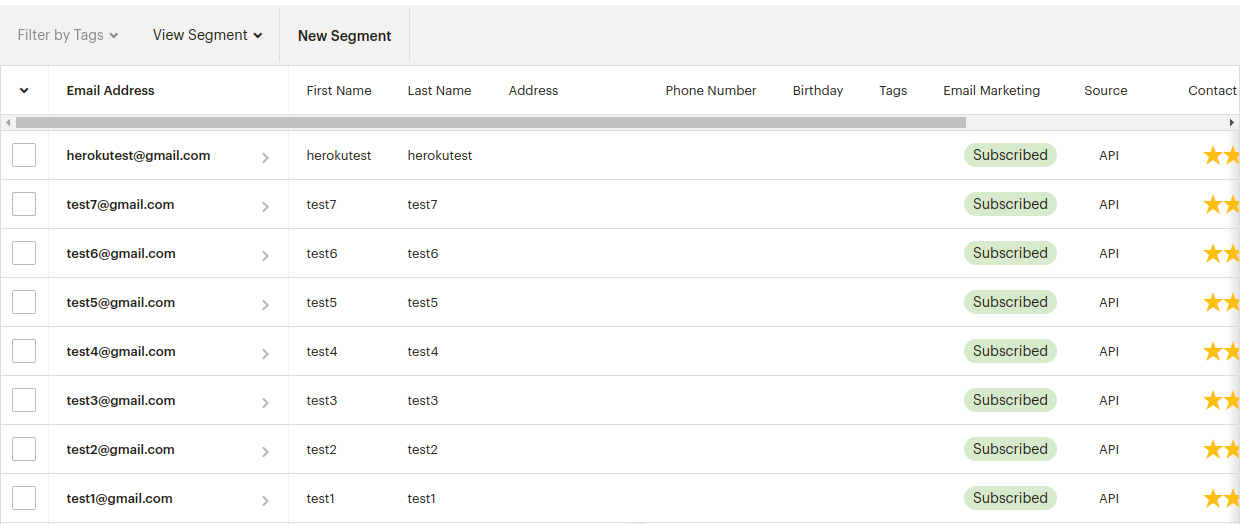 Filter by Tags View Segment New Segment
Email Address First Name Last Name Address Phone Number Birthday Tags Email Marketing Source Contact
herokutest@gmail.com herokutest herokutest Subscribed API
test7@gmail.com test7 test7 Subscribed API
test6@gmail.com test6 test6 Subscribed API
test5@gmail.com test5 test5 Subscribed API
test4@gmail.com test4 test4 Subscribed API
test3@gmail.com test3 test3 Subscribed API
test2@gmail.com test2 test2 Subscribed API
test1@gmail.com test1 test1 Subscribed API